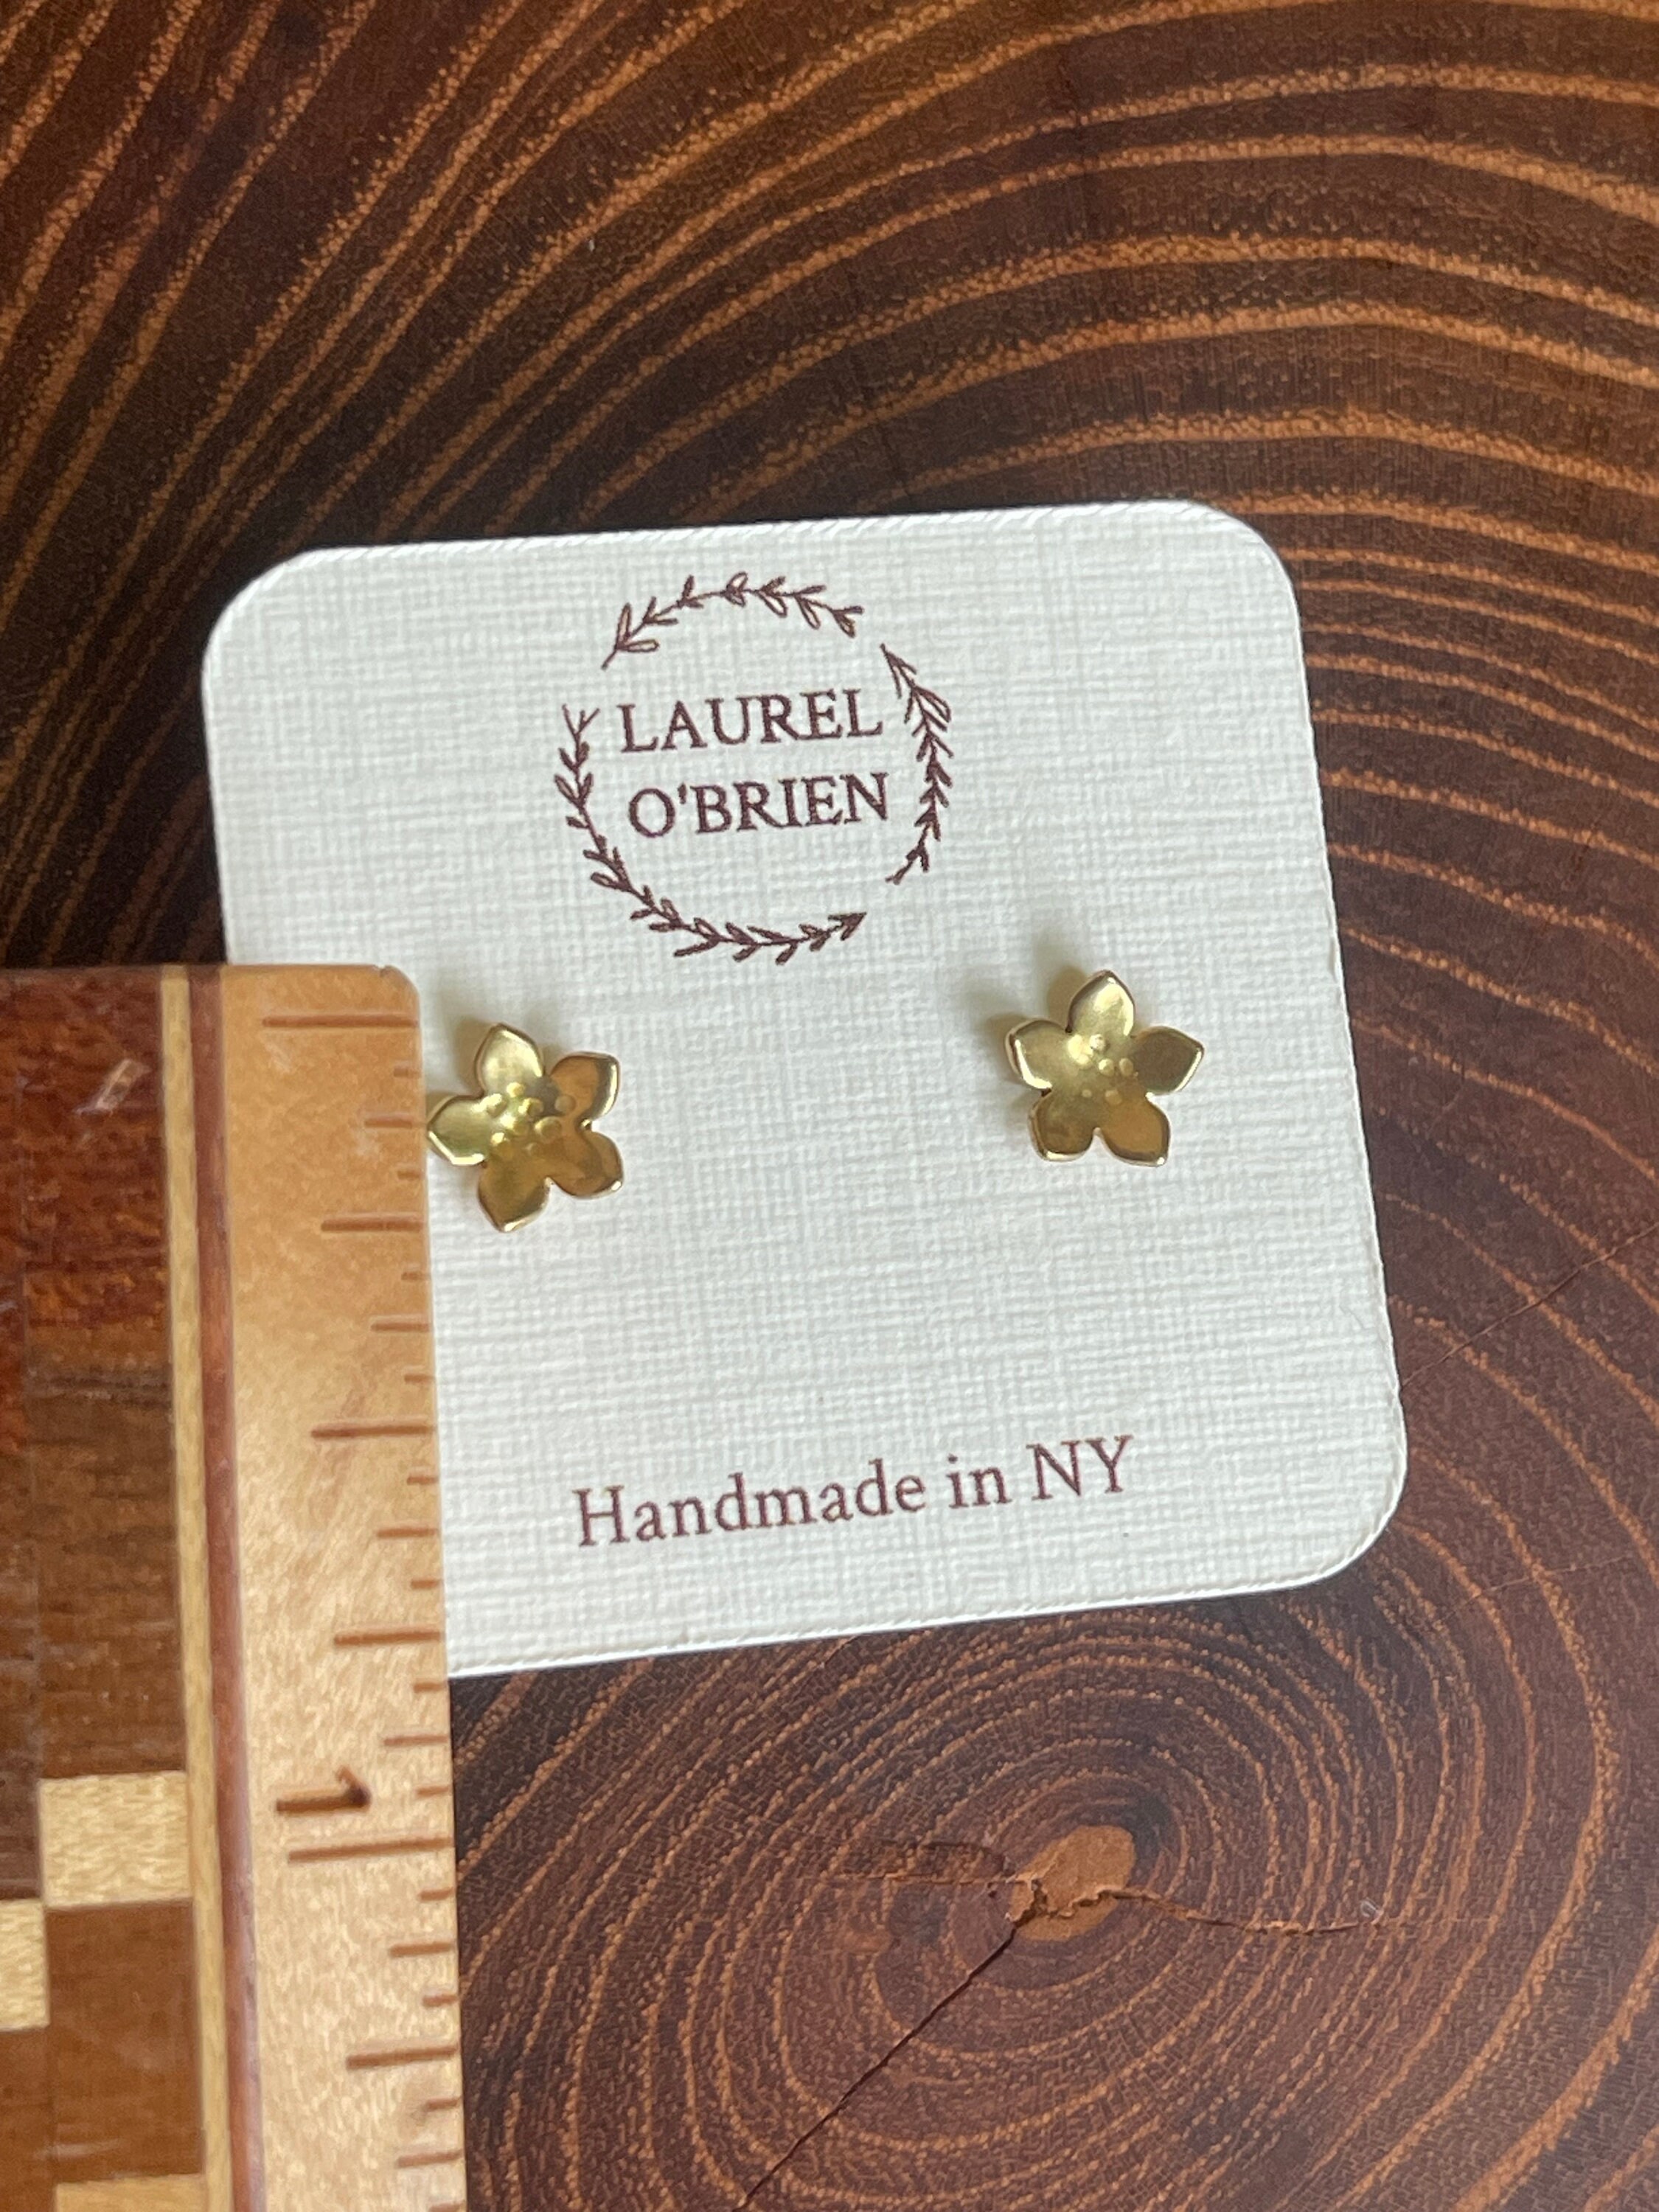 LAUREL
O'BRIEN
Handmade in NY
1